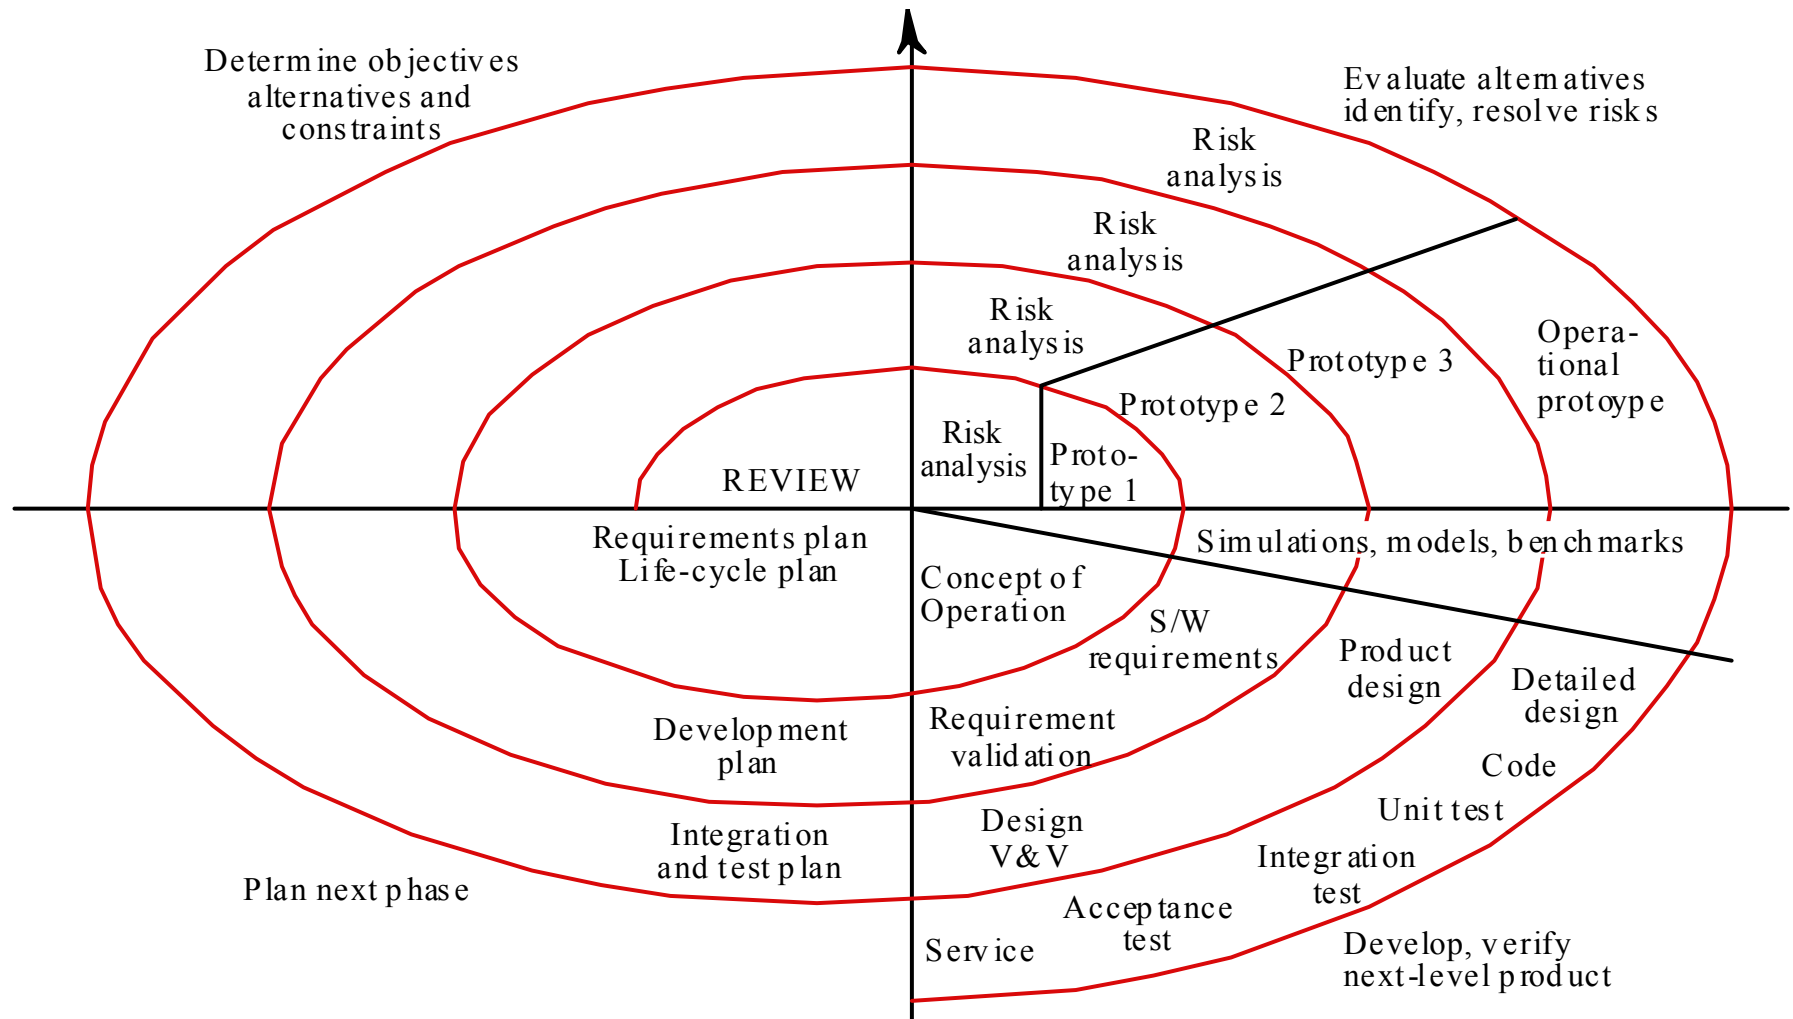 Determine objectives
alternatives and
constraints
Evaluate alternatives
identify, resolve risks
Risk
analysis
Risk
analysis
Risk
analysis
Risk
analysis
Opera-
tional
protoype
Prototype 3
Prototype 2
Proto-
type 1
REVIEW
Requirements plan
Life-cycle plan
Simulations, models, benchmarks
Concept of
Operation
S/W
requirements
Product
design
Detailed
design
Development
plan
Requirement
validation
Code
Unit test
Integration
and test plan
Design
V&V
Integration
test
Plan next phase
Acceptance
test
Service
Develop, verify
next-level product